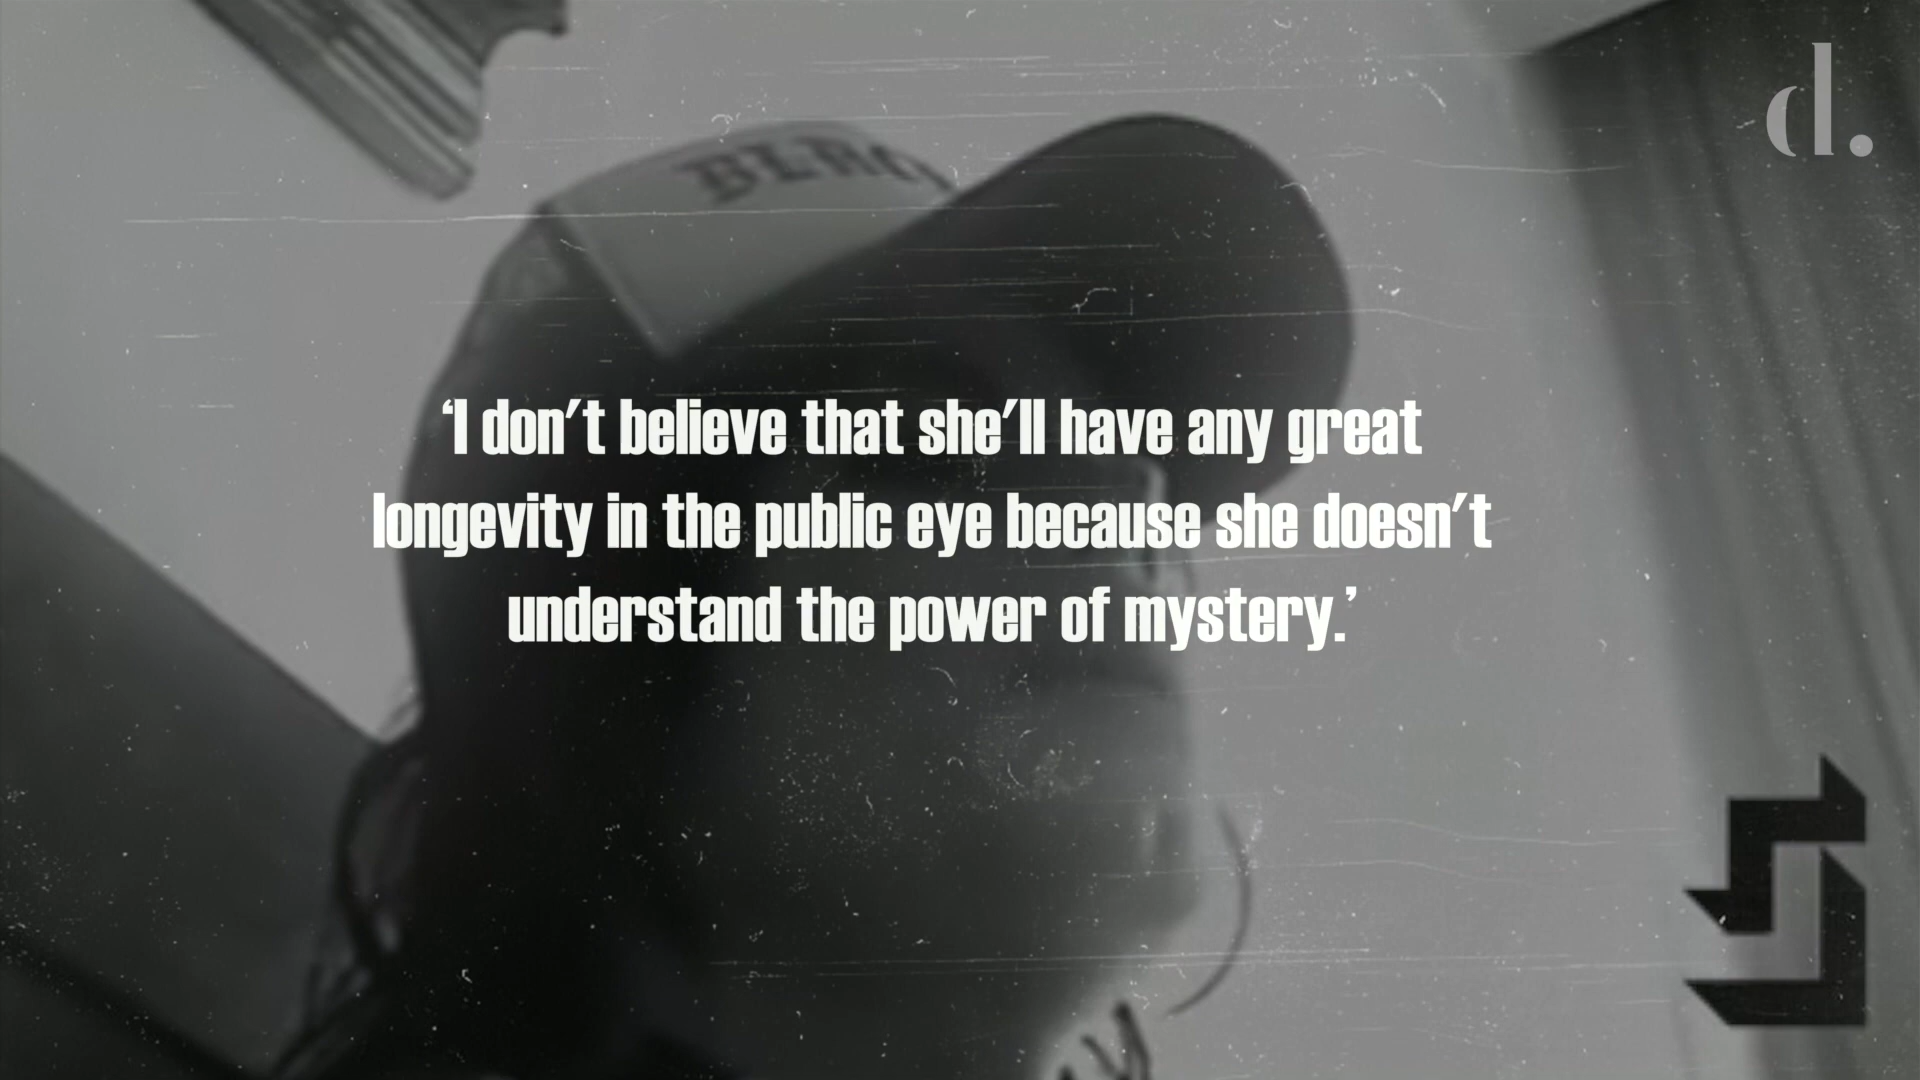 d.
BERC
'I don't believe that she'll have any great
longevity in the public eye because she doesn't
understand the power of mystery.'